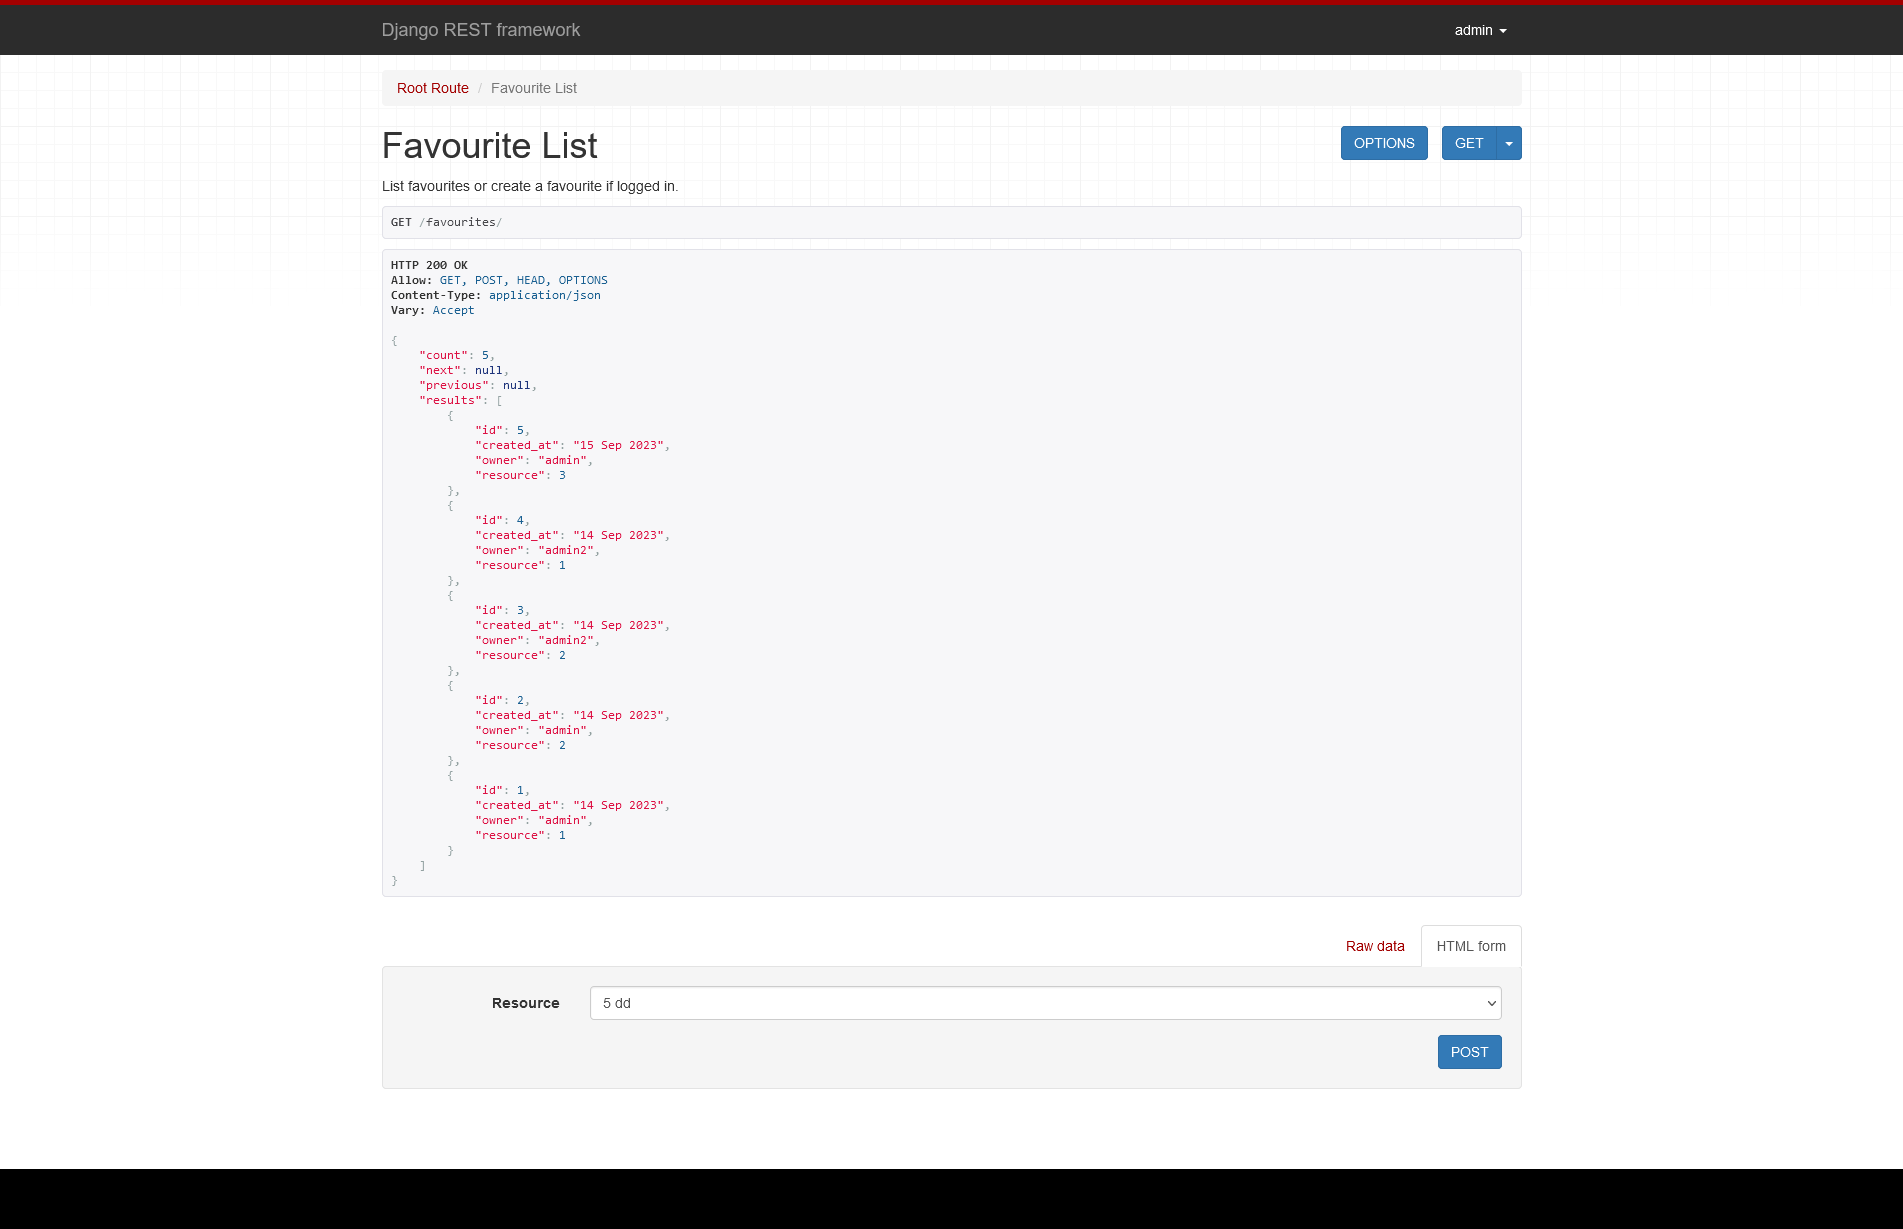 Django REST framework
admin
Root Route / Favourite List
Favourite List
OPTIONS
GET
List favourites or create a favourite if logged in.
GET /favourites/
HTTP 200 OK
Allow: GET, POST, HEAD, OPTIONS
Content-Type: application/json
Vary: Accept
{
    "count": 5,
    "next": null,
    "previous": null,
    "results": [
        {
            "id": 5,
            "created_at": "15 Sep 2023",
            "owner": "admin",
            "resource": 3
        },
        {
            "id": 4,
            "created_at": "14 Sep 2023",
            "owner": "admin2",
            "resource": 1
        },
        {
            "id": 3,
            "created_at": "14 Sep 2023",
            "owner": "admin2",
            "resource": 2
        },
        {
            "id": 2,
            "created_at": "14 Sep 2023",
            "owner": "admin",
            "resource": 2
        },
        {
            "id": 1,
            "created_at": "14 Sep 2023",
            "owner": "admin",
            "resource": 1
        }
    ]
}
Raw data
HTML form
Resource
5 dd
POST